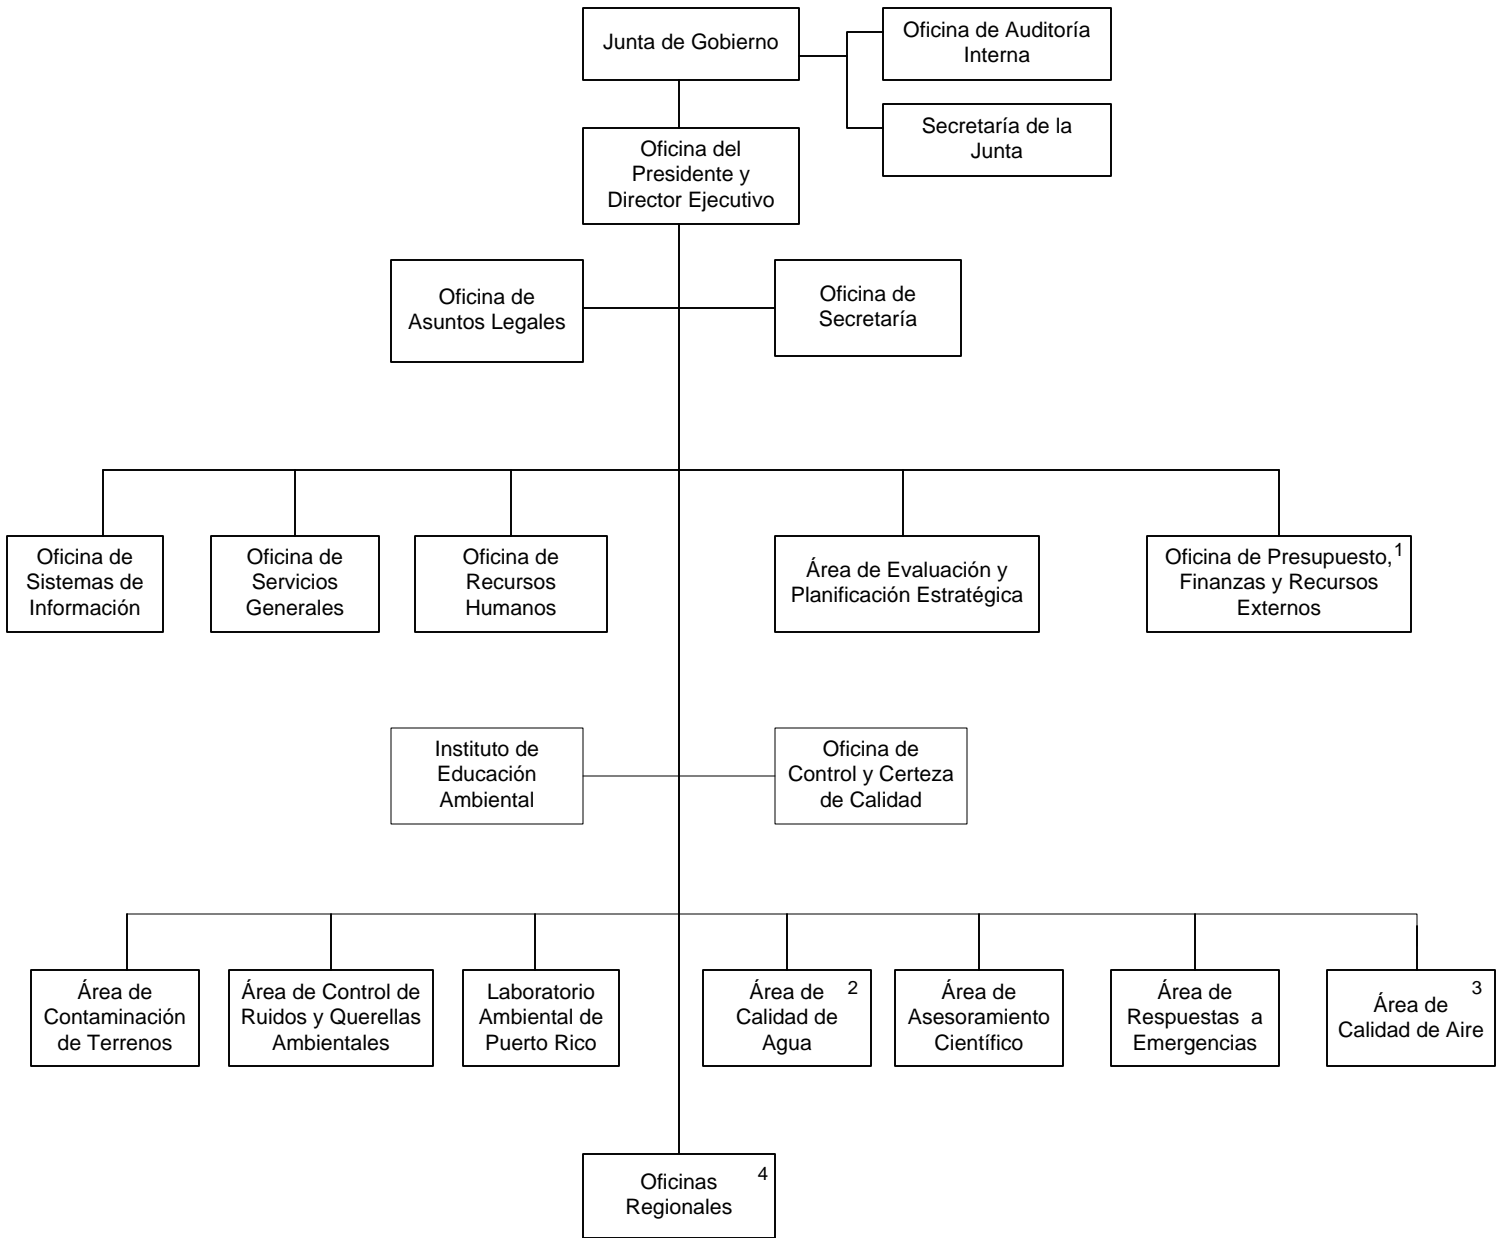 Junta de Gobierno
Oficina de Auditoría
Interna
Secretaría de la
Junta
Oficina del
Presidente y
Director Ejecutivo
Oficina de
Asuntos Legales
Oficina de
Secretaría
Oficina de
Sistemas de
Información
Oficina de
Servicios
Generales
Oficina de
Recursos
Humanos
Área de Evaluación y
Planificación Estratégica
Oficina de Presupuesto, 1
Finanzas y Recursos
Externos
Instituto de
Educación
Ambiental
Oficina de
Control y Certeza
de Calidad
Área de
Contaminación
de Terrenos
Área de Control de
Ruidos y Querellas
Ambientales
Laboratorio
Ambiental de
Puerto Rico
Área de 2
Calidad de
Agua
Área de
Asesoramiento
Científico
Área de
Respuestas a
Emergencias
3
Área de
Calidad de Aire
Oficinas 4
Regionales